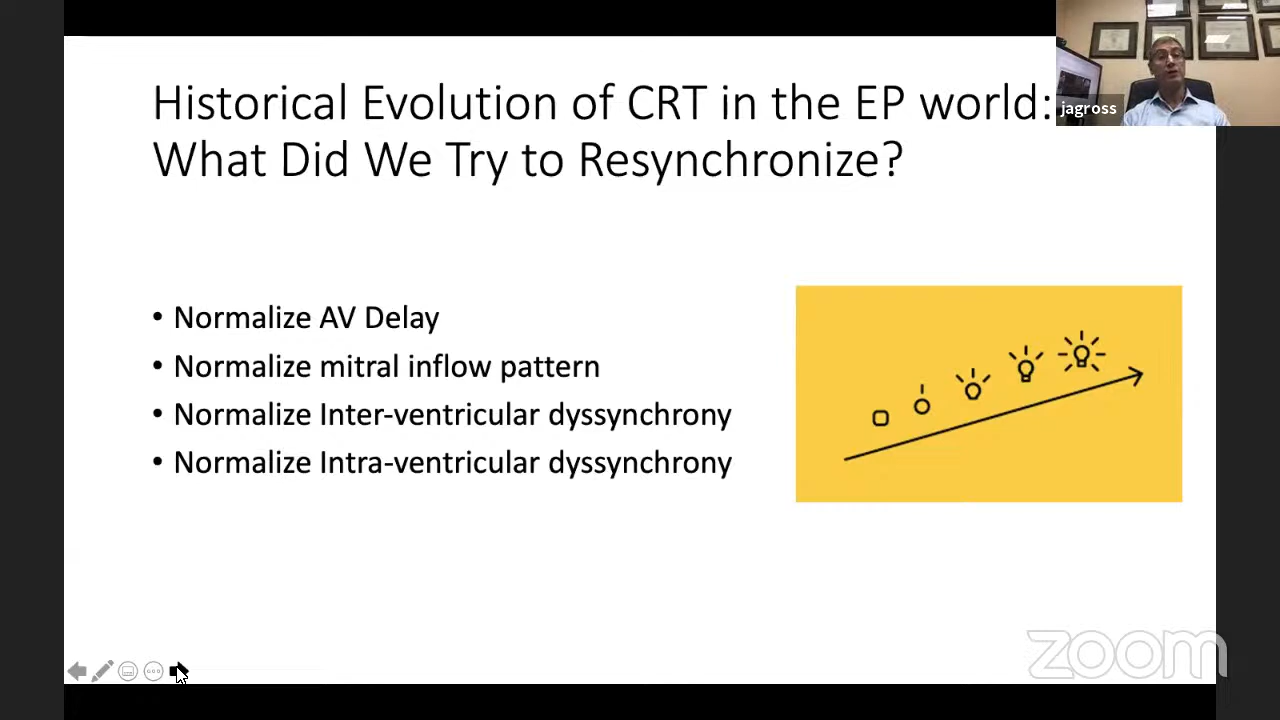 Historical Evolution of CRT in the EP world:
What Did We Try to Resynchronize?
jagross
• Normalize AV Delay
• Normalize mitral inflow pattern
• Normalize Inter-ventricular dyssynchrony
• Normalize Intra-ventricular dyssynchrony
zoom